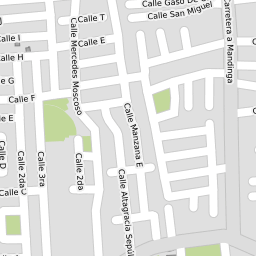 Calle Gaspar
Calle San Miguel
Carretera a Mandinga
Calle T
Calle E
Calle Mercedes Moscoso
Calle I
Calle H
G
Calle F
E
Calle Manzana E
Calle D
Calle 2da
Calle 3ra
Calle C
Calle 2da
Calle Altagracia Sepúl